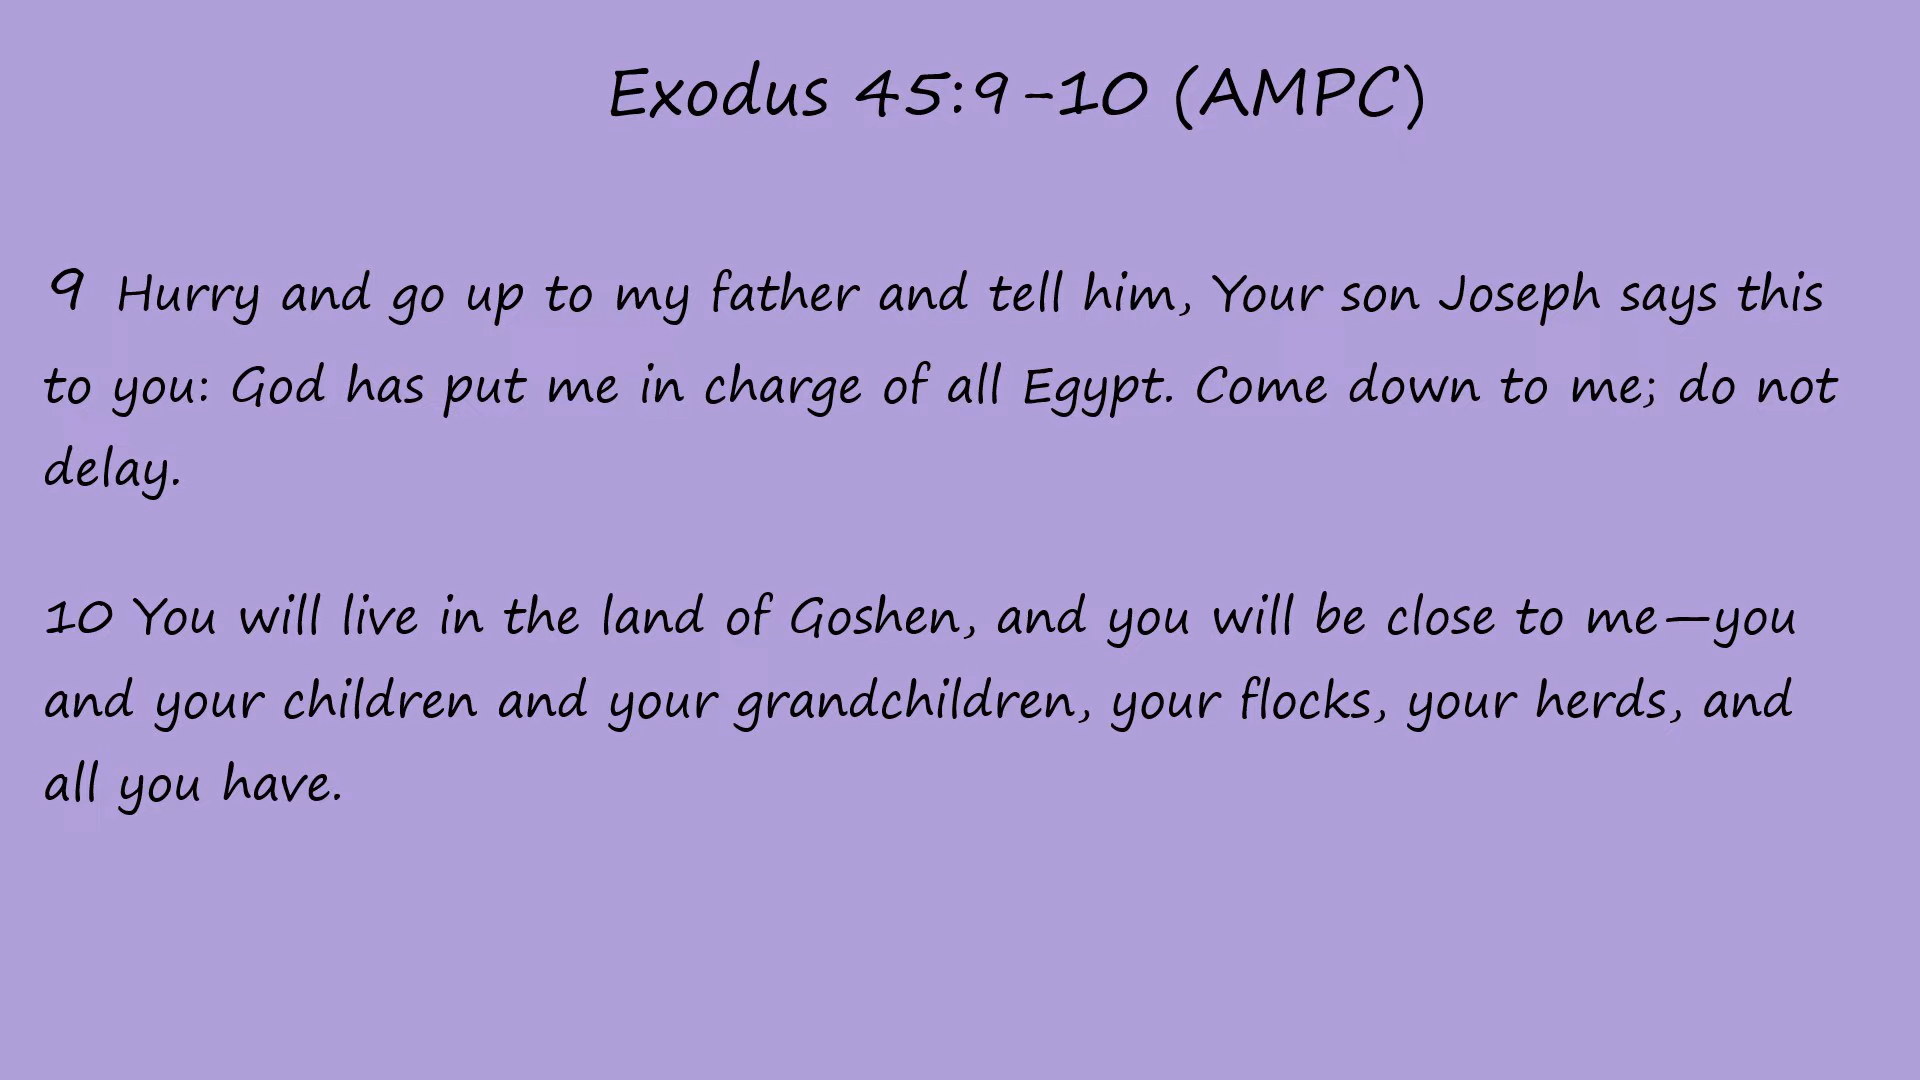 Exodus 45:9-10 (AMPC)
9 Hurry and go up to my father and tell him, Your son Joseph says this
to you: God has put me in charge of all Egypt. Come down to me; do not
delay.
10 You will live in the land of Goshen, and you will be close to me—you
and your children and your grandchildren, your flocks, your herds, and
all you have.